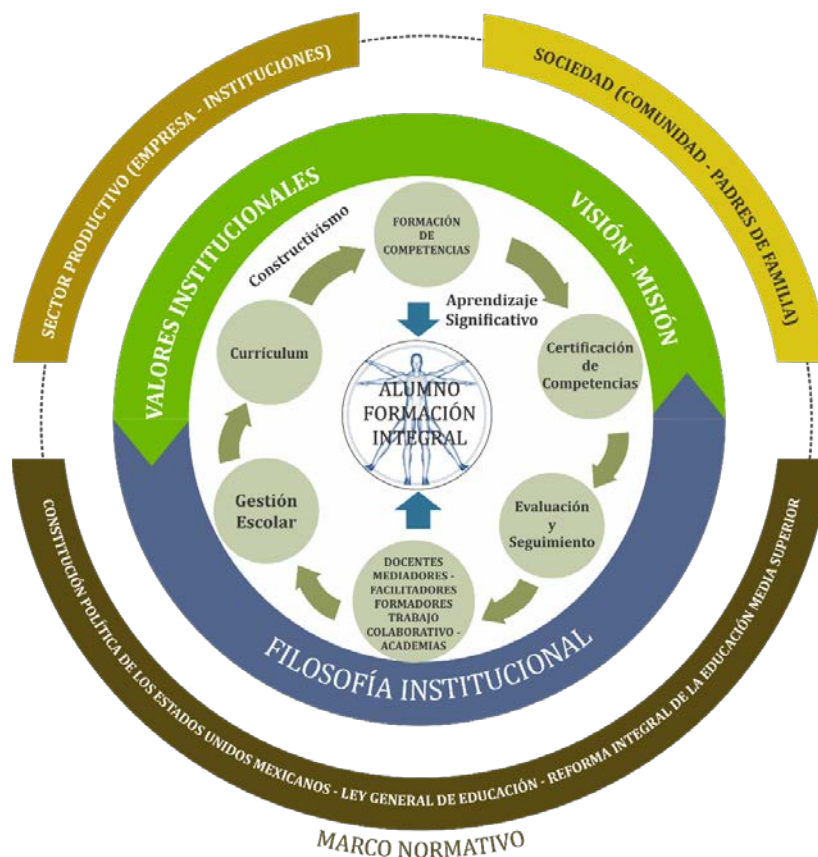 SECTOR PRODUCTIVO (EMPRESA - INSTITUCIONES)
SOCIEDAD (COMUNIDAD - PADRES DE FAMILIA)
VALORES INSTITUCIONALES
VISIÓN - MISIÓN
Constructivismo
FORMACIÓN
DE
COMPETENCIAS
Aprendizaje
Significativo
Currículum
Certificación
de
Competencias
ALUMNO
FORMACIÓN
INTEGRAL
Gestión
Escolar
Evaluación
y
Seguimiento
DOCENTES
MEDIADORES -
FACILITADORES
FORMADORES
TRABAJO
COLABORATIVO -
ACADEMIAS
FILOSOFÍA INSTITUCIONAL
CONSTITUCIÓN POLÍTICA DE LOS ESTADOS UNIDOS MEXICANOS - LEY GENERAL DE EDUCACIÓN - REFORMA INTEGRAL DE LA EDUCACIÓN MEDIA SUPERIOR
MARCO NORMATIVO